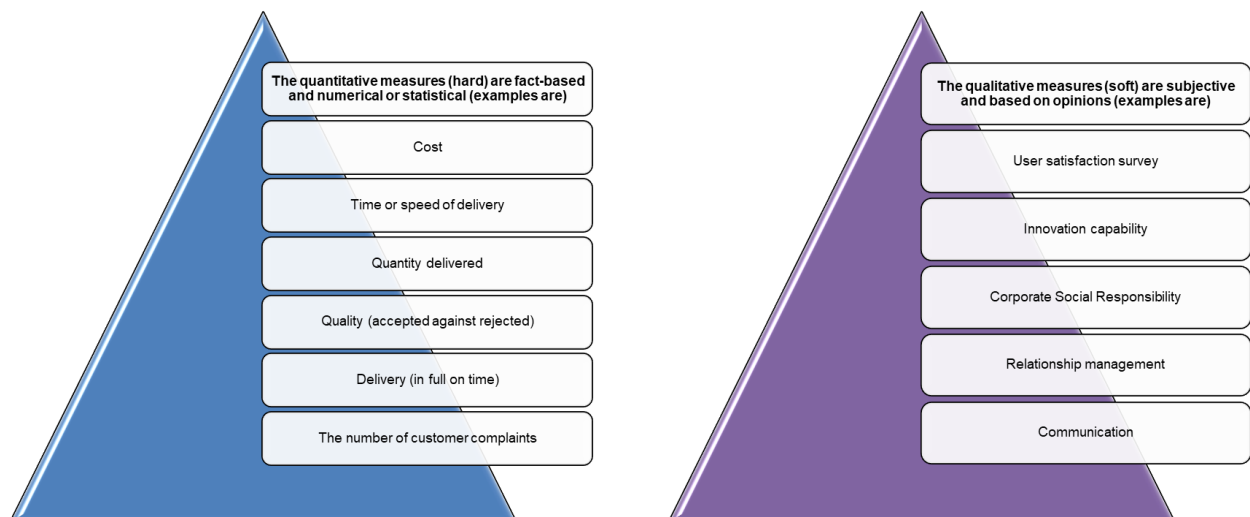 The quantitative measures (hard) are fact-based
and numerical or statistical (examples are)
Cost
Time or speed of delivery
Quantity delivered
Quality (accepted against rejected)
Delivery (in full on time)
The number of customer complaints
The qualitative measures (soft) are subjective
and based on opinions (examples are)
User satisfaction survey
Innovation capability
Corporate Social Responsibility
Relationship management
Communication